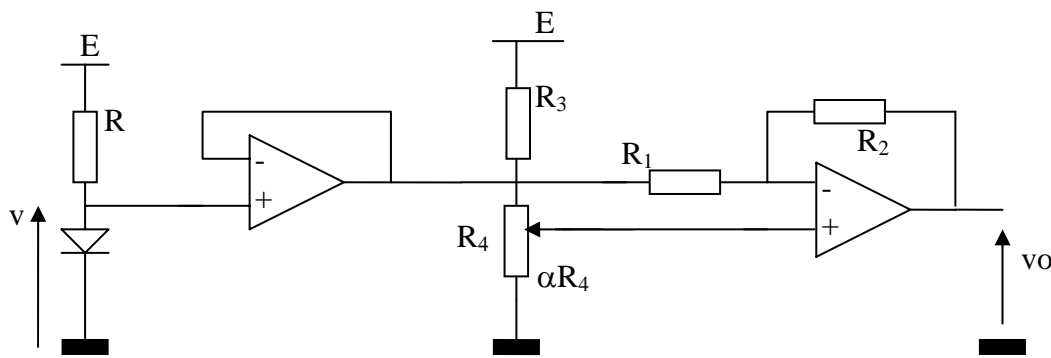 E
E
R
R₃
R₁
R₂
-
+
-
+
v
R₄
αR₄
vo